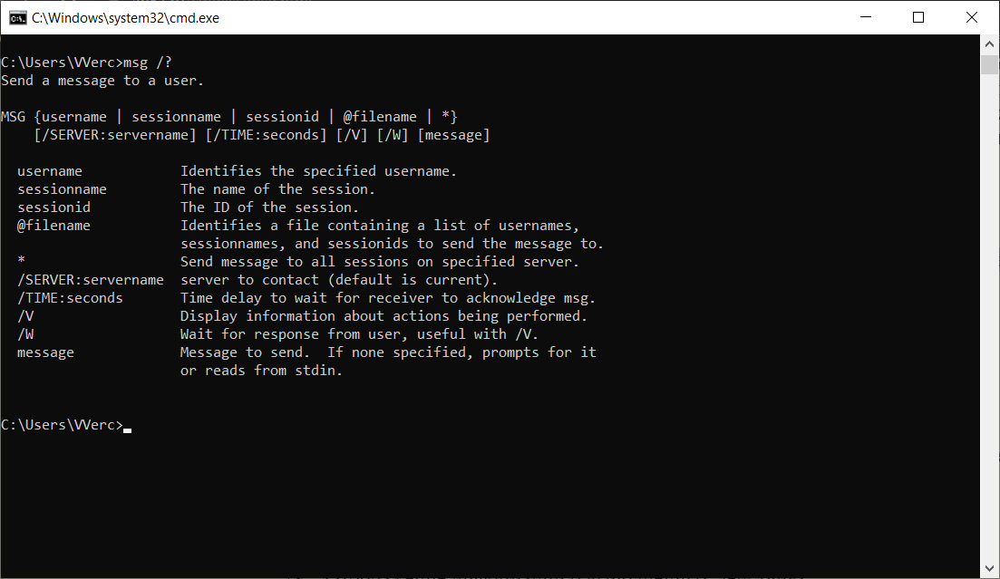 C:\Windows\system32\cmd.exe
C:\Users\VVerc>msg /?
Send a message to a user.
MSG {username | sessionname | sessionid | @filename | *}
    [/SERVER:servername] [/TIME:seconds] [/V] [/W] [message]
  username            Identifies the specified username.
  sessionname         The name of the session.
  sessionid           The ID of the session.
  @filename           Identifies a file containing a list of usernames,
                      sessionnames, and sessionids to send the message to.
  *                   Send message to all sessions on specified server.
  /SERVER:servername  server to contact (default is current).
  /TIME:seconds       Time delay to wait for receiver to acknowledge msg.
  /V                  Display information about actions being performed.
  /W                  Wait for response from user, useful with /V.
  message             Message to send.  If none specified, prompts for it
                      or reads from stdin.
C:\Users\VVerc>